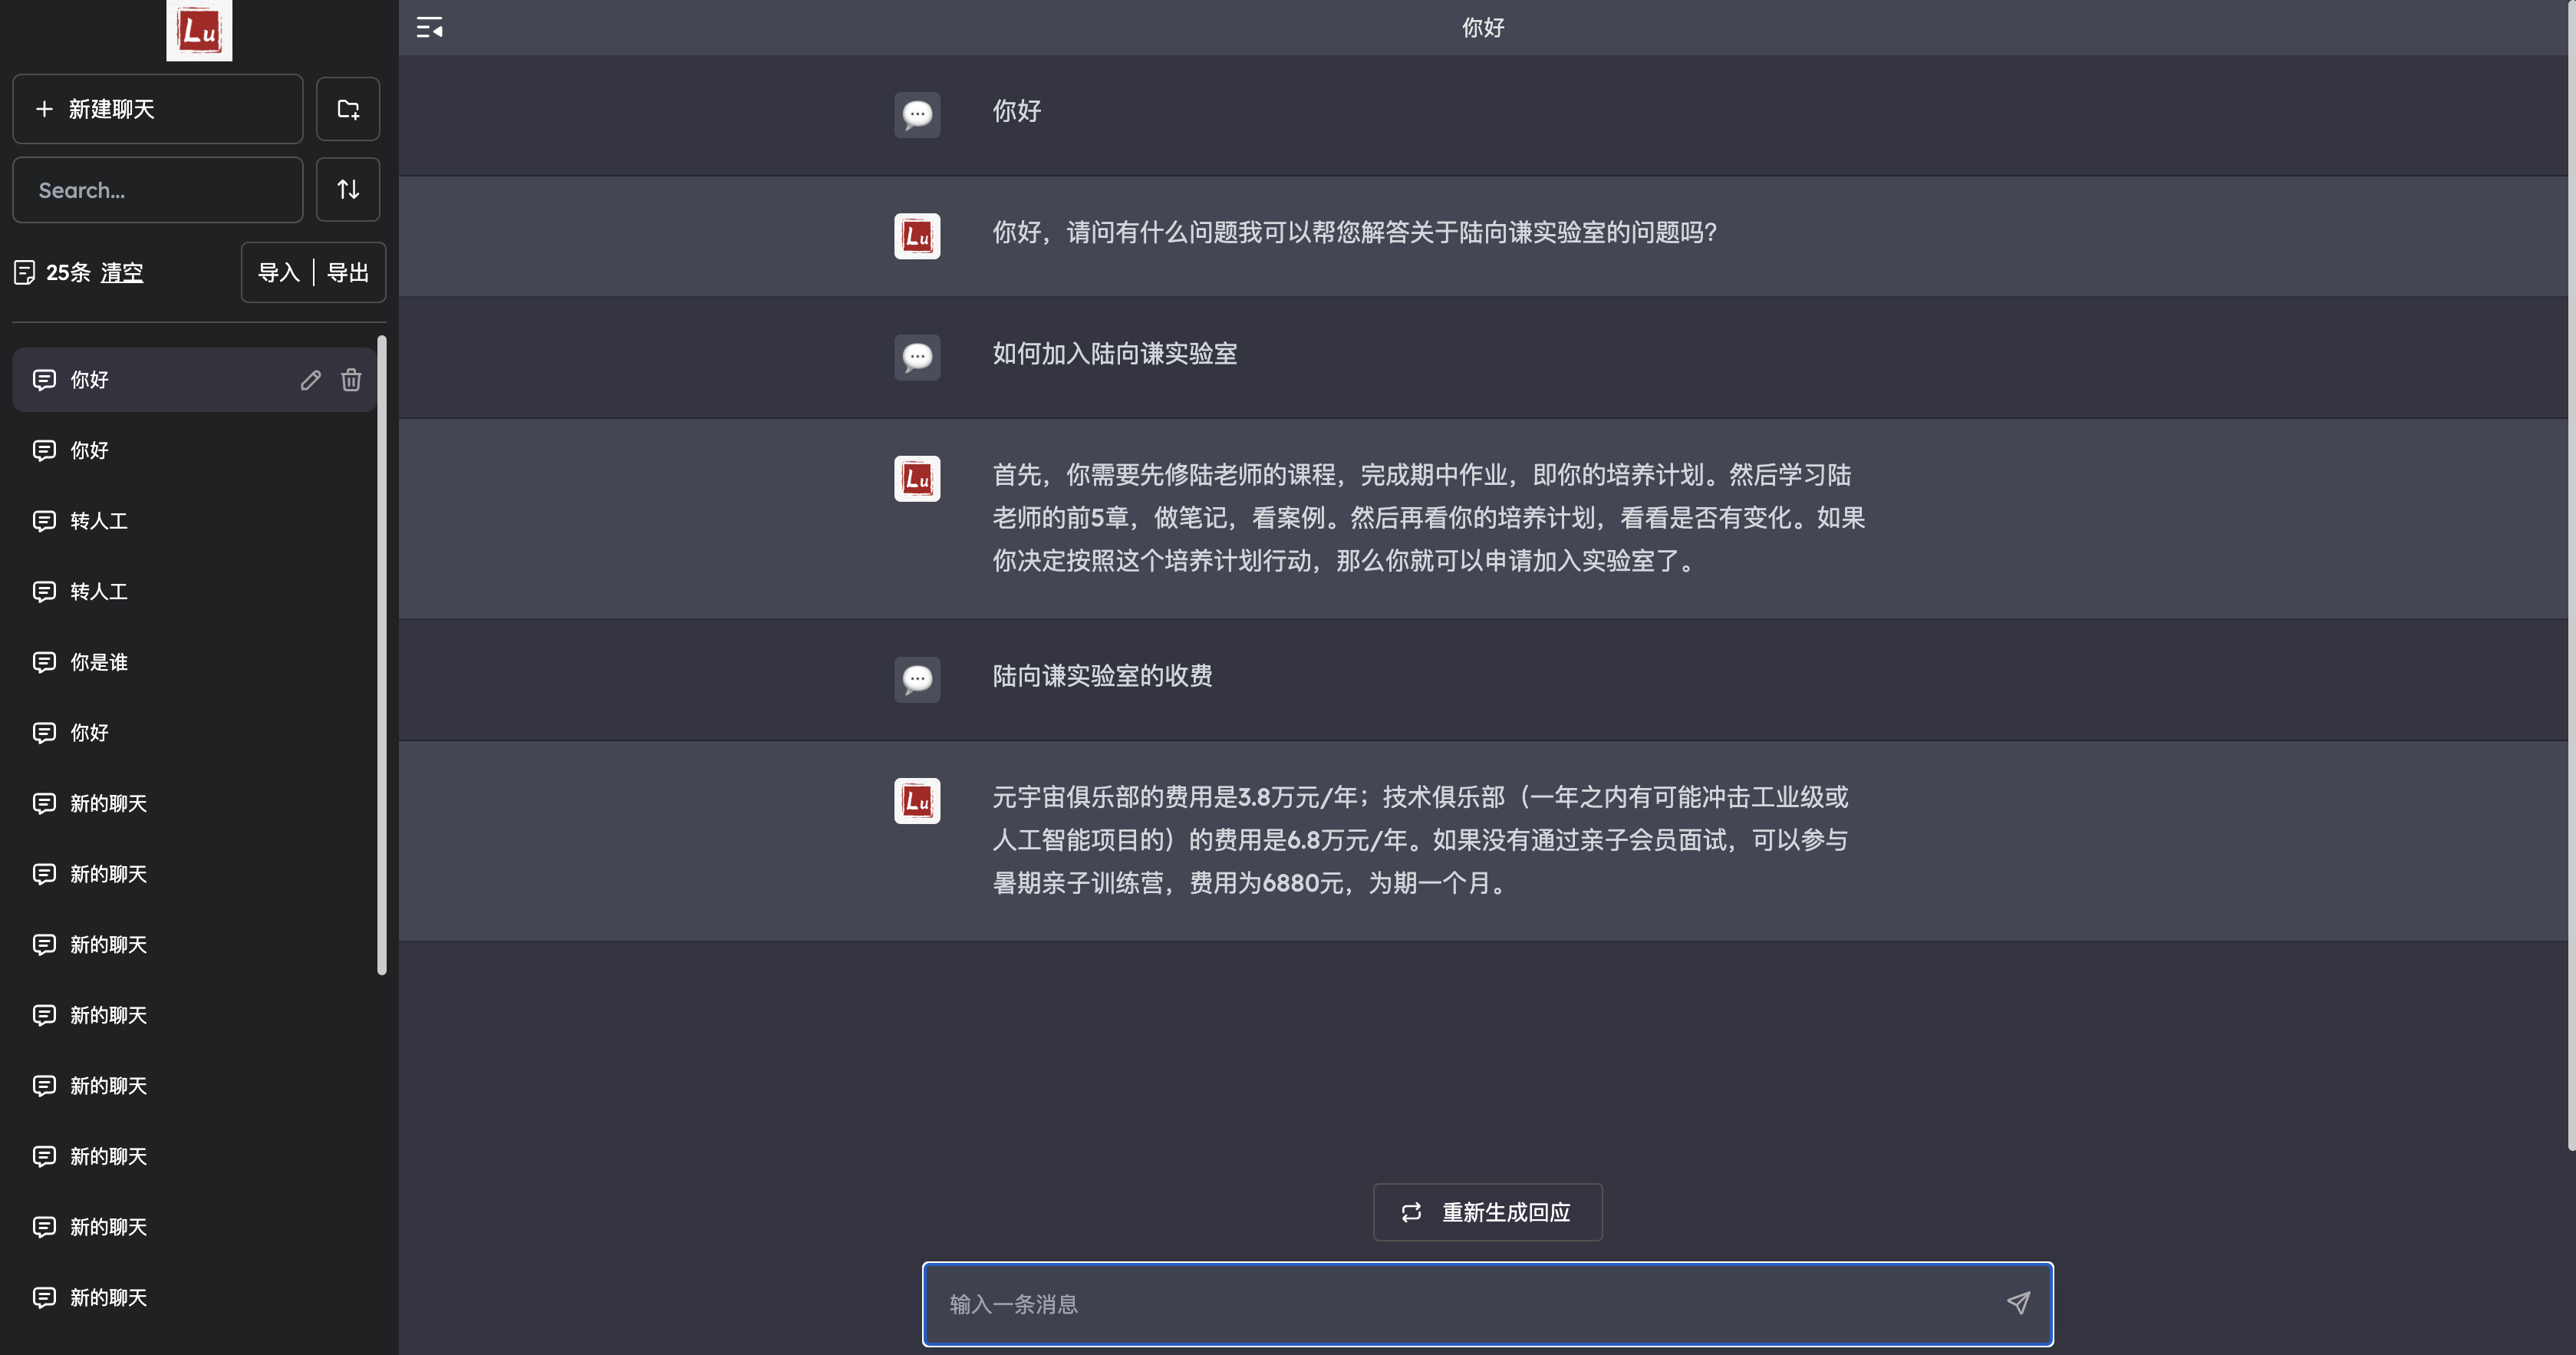 Lu
新建聊天
Search...
25条 清空
导入 | 导出
你好
你好
转人工
转人工
你是谁
你好
新的聊天
新的聊天
新的聊天
新的聊天
新的聊天
新的聊天
新的聊天
新的聊天
你好
你好
Lu
你好，请问有什么问题我可以帮您解答关于陆向谦实验室的问题吗？
如何加入陆向谦实验室
Lu
首先，你需要先修陆老师的课程，完成期中作业，即你的培养计划。然后学习陆
老师的前5章，做笔记，看案例。然后再看你的培养计划，看看是否有变化。如果
你决定按照这个培养计划行动，那么你就可以申请加入实验室了。
陆向谦实验室的收费
Lu
元宇宙俱乐部的费用是3.8万元/年；技术俱乐部（一年之内有可能冲击工业级或
人工智能项目的）的费用是6.8万元/年。如果没有通过亲子会员面试，可以参与
暑期亲子训练营，费用为6880元，为期一个月。
重新生成回应
输入一条消息